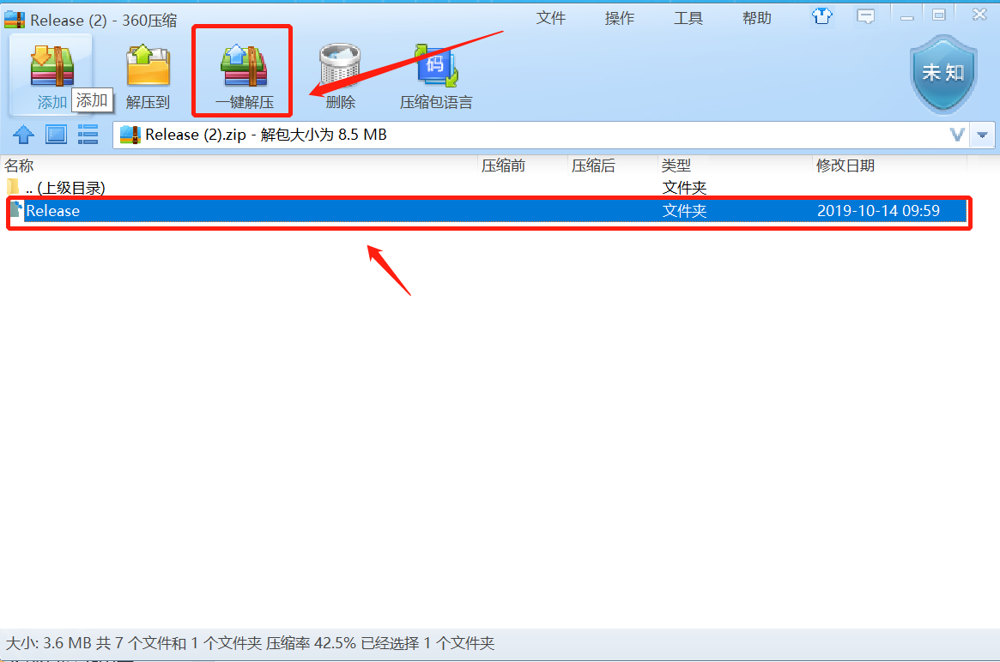 Release (2) - 360压缩
文件 操作 工具 帮助
添加 添加 解压到 一键解压 删除 码 压缩包语言 未知
Release (2).zip - 解包大小为 8.5 MB
名称 压缩前 压缩后 类型 修改日期
.. (上级目录) 文件夹
Release 文件夹 2019-10-14 09:59
大小: 3.6 MB 共 7 个文件和 1 个文件夹 压缩率 42.5% 已经选择 1 个文件夹